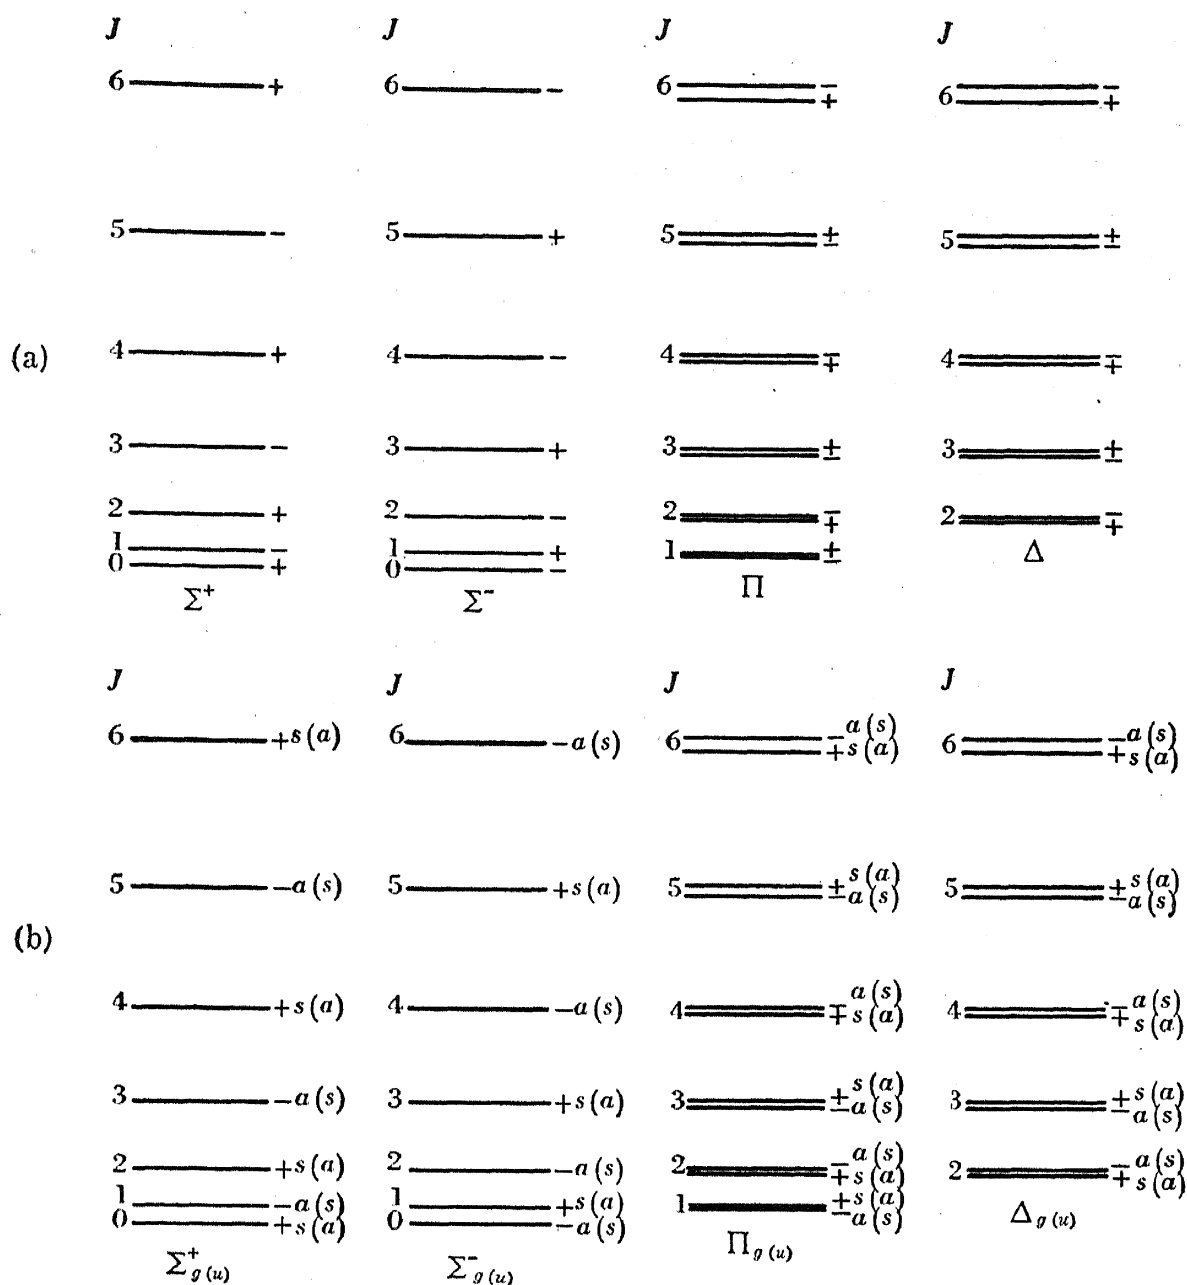 J J J J
6 + 6 - 6 - + 6 - +
5 - 5 + 5 + - 5 + -
(a)
4 + 4 - 4 - + 4 - +
3 - 3 + 3 + - 3 + -
2 + 2 - 2 - + 2 - +
1 - 1 + 1 + -
0 + 0 -
Σ⁺ Σ⁻ Π Δ
J J J J
6 +s(a) 6 -a(s) 6 -a(s) +s(a) 6 -a(s) +s(a)
5 -a(s) 5 +s(a) 5 +s(a) -a(s) 5 +s(a) -a(s)
(b)
4 +s(a) 4 -a(s) 4 -a(s) +s(a) 4 -a(s) +s(a)
3 -a(s) 3 +s(a) 3 +s(a) -a(s) 3 +s(a) -a(s)
2 +s(a) 2 -a(s) 2 -a(s) +s(a) 2 -a(s) +s(a)
1 -a(s) 1 +s(a) 1 +s(a) -a(s)
0 +s(a) 0 -a(s)
Σ⁺g(u) Σ⁻g(u) Πg(u) Δg(u)